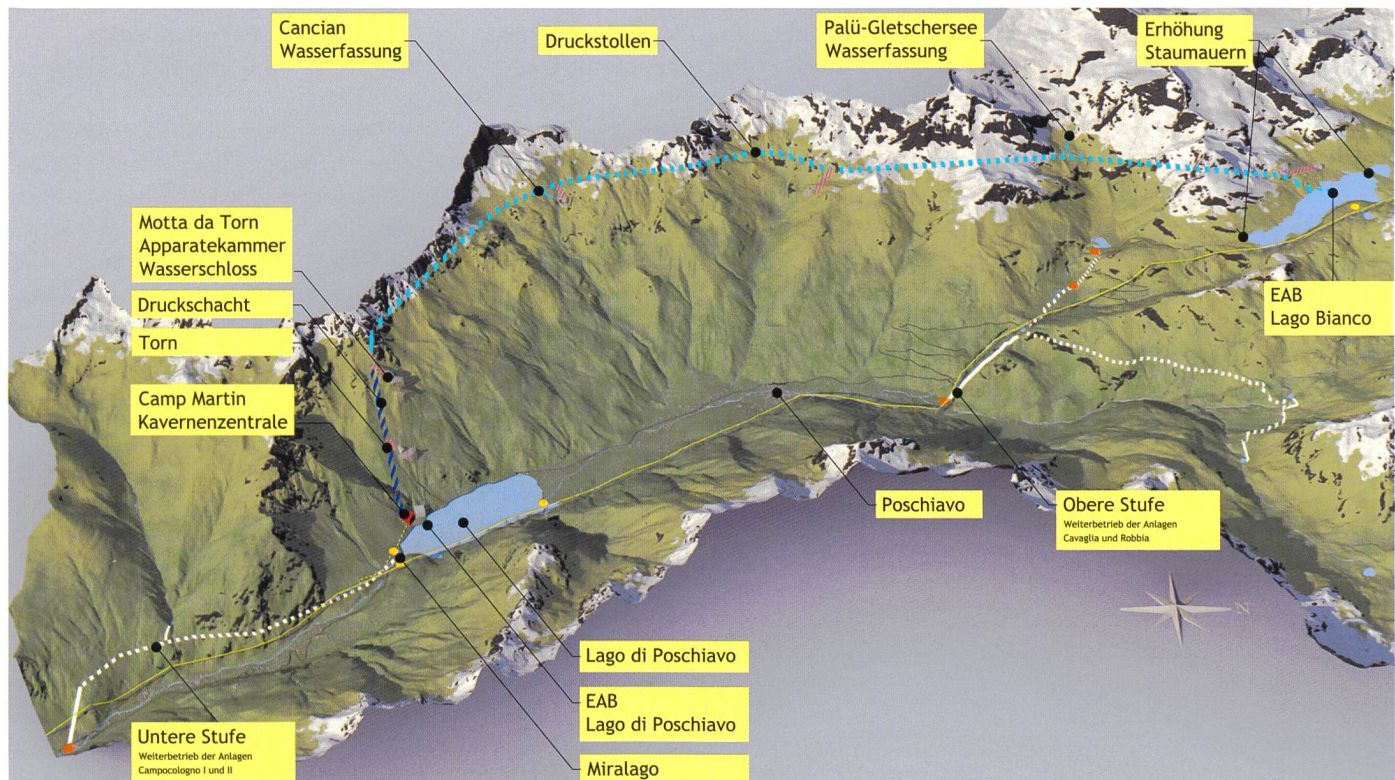 Cancian
Wasserfassung
Druckstollen
Palü-Gletschersee
Wasserfassung
Erhöhung
Staumauern
Motta da Torn
Apparatekammer
Wasserschloss
Druckschacht
Torn
Camp Martin
Kavernenzentrale
EAB
Lago Bianco
Poschiavo
Obere Stufe
Weiterbetrieb der Anlagen
Cavaglia und Robbia
N
Lago di Poschiavo
EAB
Lago di Poschiavo
Miralago
Untere Stufe
Weiterbetrieb der Anlagen
Campocologno I und II